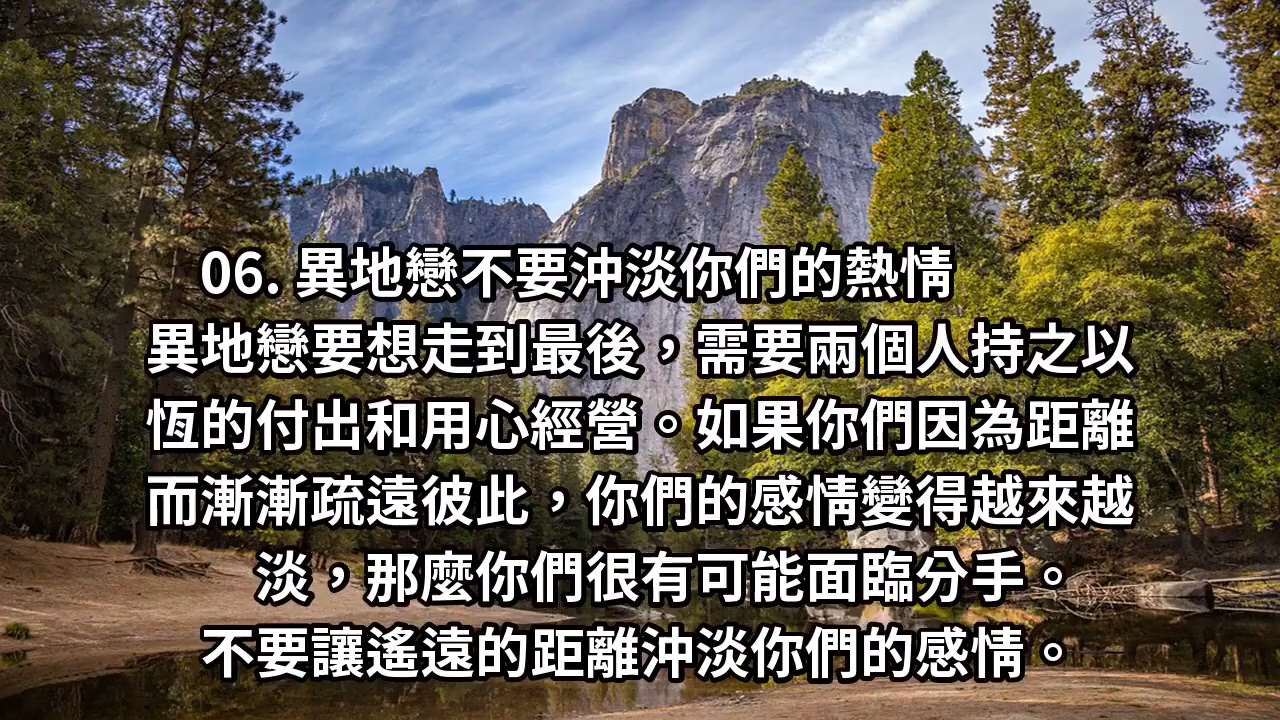 06. 異地戀不要沖淡你們的熱情
異地戀要想走到最後，需要兩個人持之以
恆的付出和用心經營。如果你們因為距離
而漸漸疏遠彼此，你們的感情變得越來越
淡，那麼你們很有可能面臨分手。
不要讓遙遠的距離沖淡你們的感情。